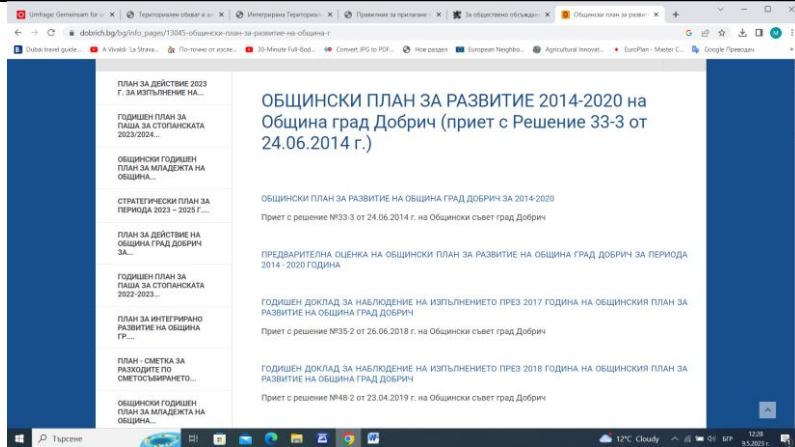 Umfrage: Gemeinsam für
Териториален обхват и
Интегрирана Територила
Правилник за прилагане
За обществено обсъждан
Общински план за развит
dobrich.bg/bg/info_pages/13045-общински-план-за-развитие-на-община-г
Dubai travel guide...
A Vivaldi: La Strava...
По-точне от изсле...
30-Minute Full-Bod...
Convert JPG to PDF...
Нов раздел
European Neighbo...
Agricultural Innovat...
EuroPlan - Master C...
Google Преводач
ПЛАН ЗА ДЕЙСТВИЕ 2023
Г. ЗА ИЗПЪЛНЕНИЕ НА...
ГОДИШЕН ПЛАН ЗА
ПАША ЗА СТОПАНСКАТА
2023/2024...
ОБЩИНСКИ ГОДИШЕН
ПЛАН ЗА МЛАДЕЖТА НА
ОБЩИНА...
СТРАТЕГИЧЕСКИ ПЛАН ЗА
ПЕРИОДА 2023 – 2025 Г....
ПЛАН ЗА ДЕЙСТВИЕ НА
ОБЩИНА ГРАД ДОБРИЧ
ЗА...
ГОДИШЕН ПЛАН ЗА
ПАША ЗА СТОПАНСКАТА
2022-2023...
ПЛАН ЗА ИНТЕГРИРАНО
РАЗВИТИЕ НА ОБЩИНА
ГР....
ПЛАН - СМЕТКА ЗА
РАЗХОДИТЕ ПО
СМЕТОСЪБИРАНЕТО...
ОБЩИНСКИ ГОДИШЕН
ПЛАН ЗА МЛАДЕЖТА НА
ОБЩИНА...
ОБЩИНСКИ ПЛАН ЗА РАЗВИТИЕ 2014-2020 на
Община град Добрич (приет с Решение 33-3 от
24.06.2014 г.)
ОБЩИНСКИ ПЛАН ЗА РАЗВИТИЕ НА ОБЩИНА ГРАД ДОБРИЧ ЗА 2014-2020
Приет с решение №33-3 от 24.06.2014 г. на Общински съвет град Добрич
ПРЕДВАРИТЕЛНА ОЦЕНКА НА ОБЩИНСКИ ПЛАН ЗА РАЗВИТИЕ НА ОБЩИНА ГРАД ДОБРИЧ ЗА ПЕРИОДА
2014 - 2020 ГОДИНА
ГОДИШЕН ДОКЛАД ЗА НАБЛЮДЕНИЕ НА ИЗПЪЛНЕНИЕТО ПРЕЗ 2017 ГОДИНА НА ОБЩИНСКИЯ ПЛАН ЗА
РАЗВИТИЕ НА ОБЩИНА ГРАД ДОБРИЧ
Приет с решение №35-2 от 26.06.2018 г. на Общински съвет град Добрич
ГОДИШЕН ДОКЛАД ЗА НАБЛЮДЕНИЕ НА ИЗПЪЛНЕНИЕТО ПРЕЗ 2018 ГОДИНА НА ОБЩИНСКИЯ ПЛАН ЗА
РАЗВИТИЕ НА ОБЩИНА ГРАД ДОБРИЧ
Приет с решение №48-2 от 23.04.2019 г. на Общински съвет град Добрич
Търсене
12°C Cloudy
БГР
12:28
9.5.2023 г.